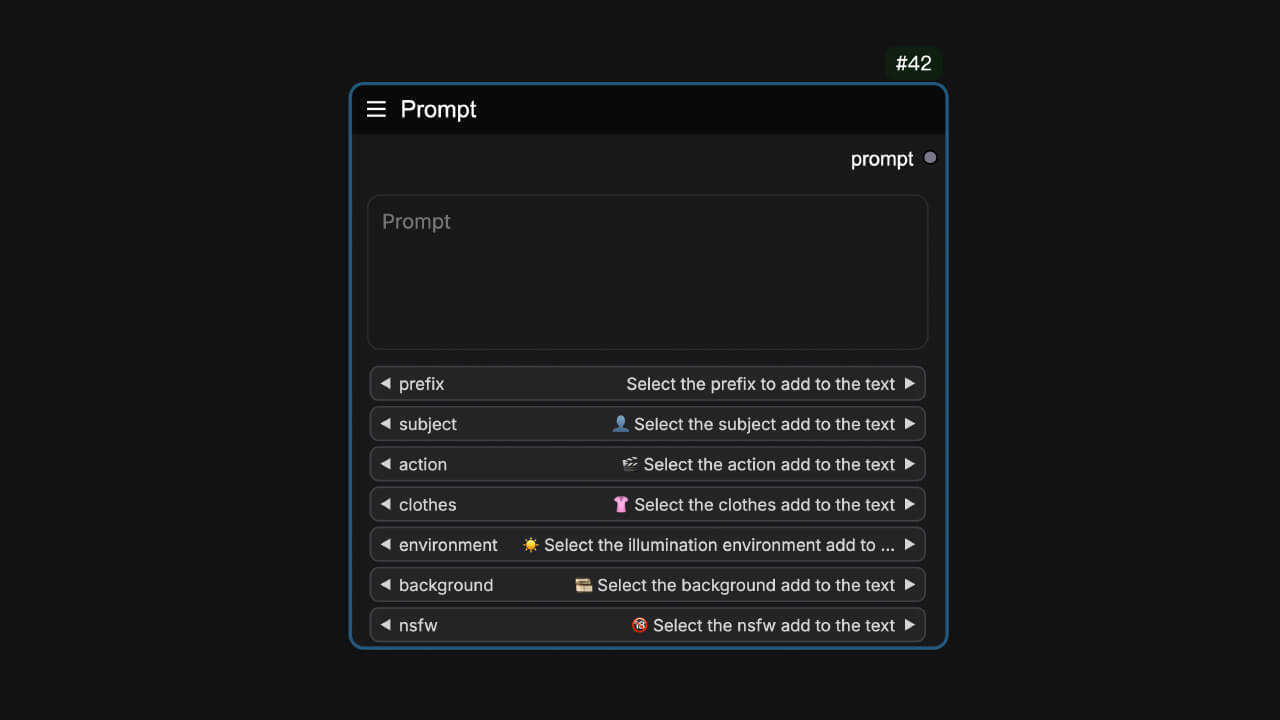 #42
Prompt
prompt
Prompt
prefix Select the prefix to add to the text
subject 👤 Select the subject add to the text
action 🎬 Select the action add to the text
clothes 👚 Select the clothes add to the text
environment ☀️ Select the illumination environment add to ...
background 🎞️ Select the background add to the text
nsfw 🔞 Select the nsfw add to the text